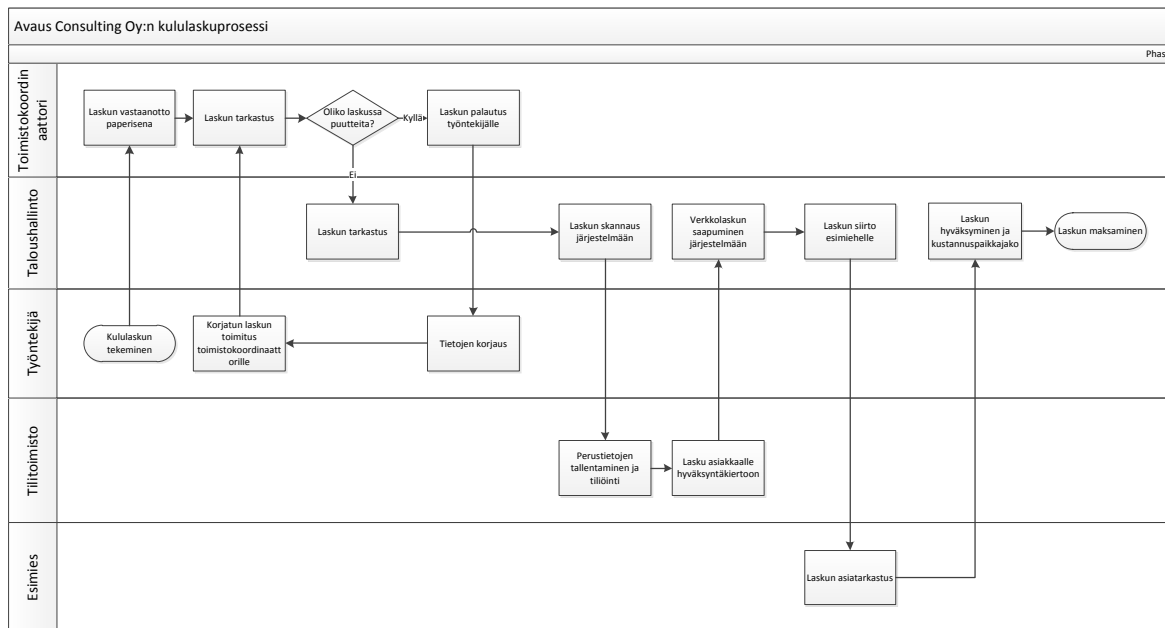 Avaus Consulting Oy:n kululaskuprosessi
Phas
Toimistokoordin
aattori
Laskun vastaanotto
paperisena
Laskun tarkastus
Oliko laskussa
puutteita?
Kyllä
Laskun palautus
työntekijälle
Ei
Taloushallinto
Laskun tarkastus
Laskun skannaus
järjestelmään
Verkkolaskun
saapuminen
järjestelmään
Laskun siirto
esimiehelle
Laskun
hyväksyminen ja
kustannuspaikkajako
Laskun maksaminen
Työntekijä
Kululaskun
tekeminen
Korjatun laskun
toimitus
toimistokoordinaatt
orille
Tietojen korjaus
Tilitoimisto
Perustietojen
tallentaminen ja
tiliöinti
Lasku asiakkaalle
hyväksyntäkiertoon
Esimies
Laskun asiatarkastus